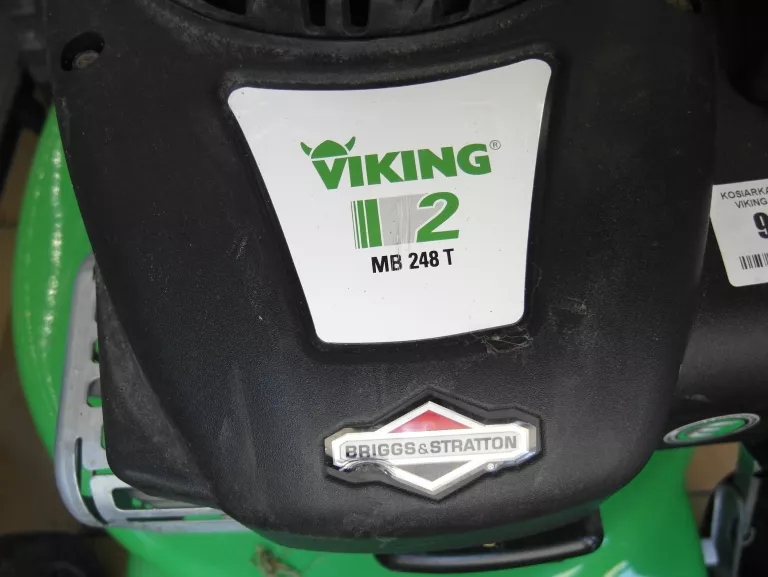 VIKING®
2
MB 248 T
BRIGGS&STRATTON
®
KOSIARKA
VIKING
9